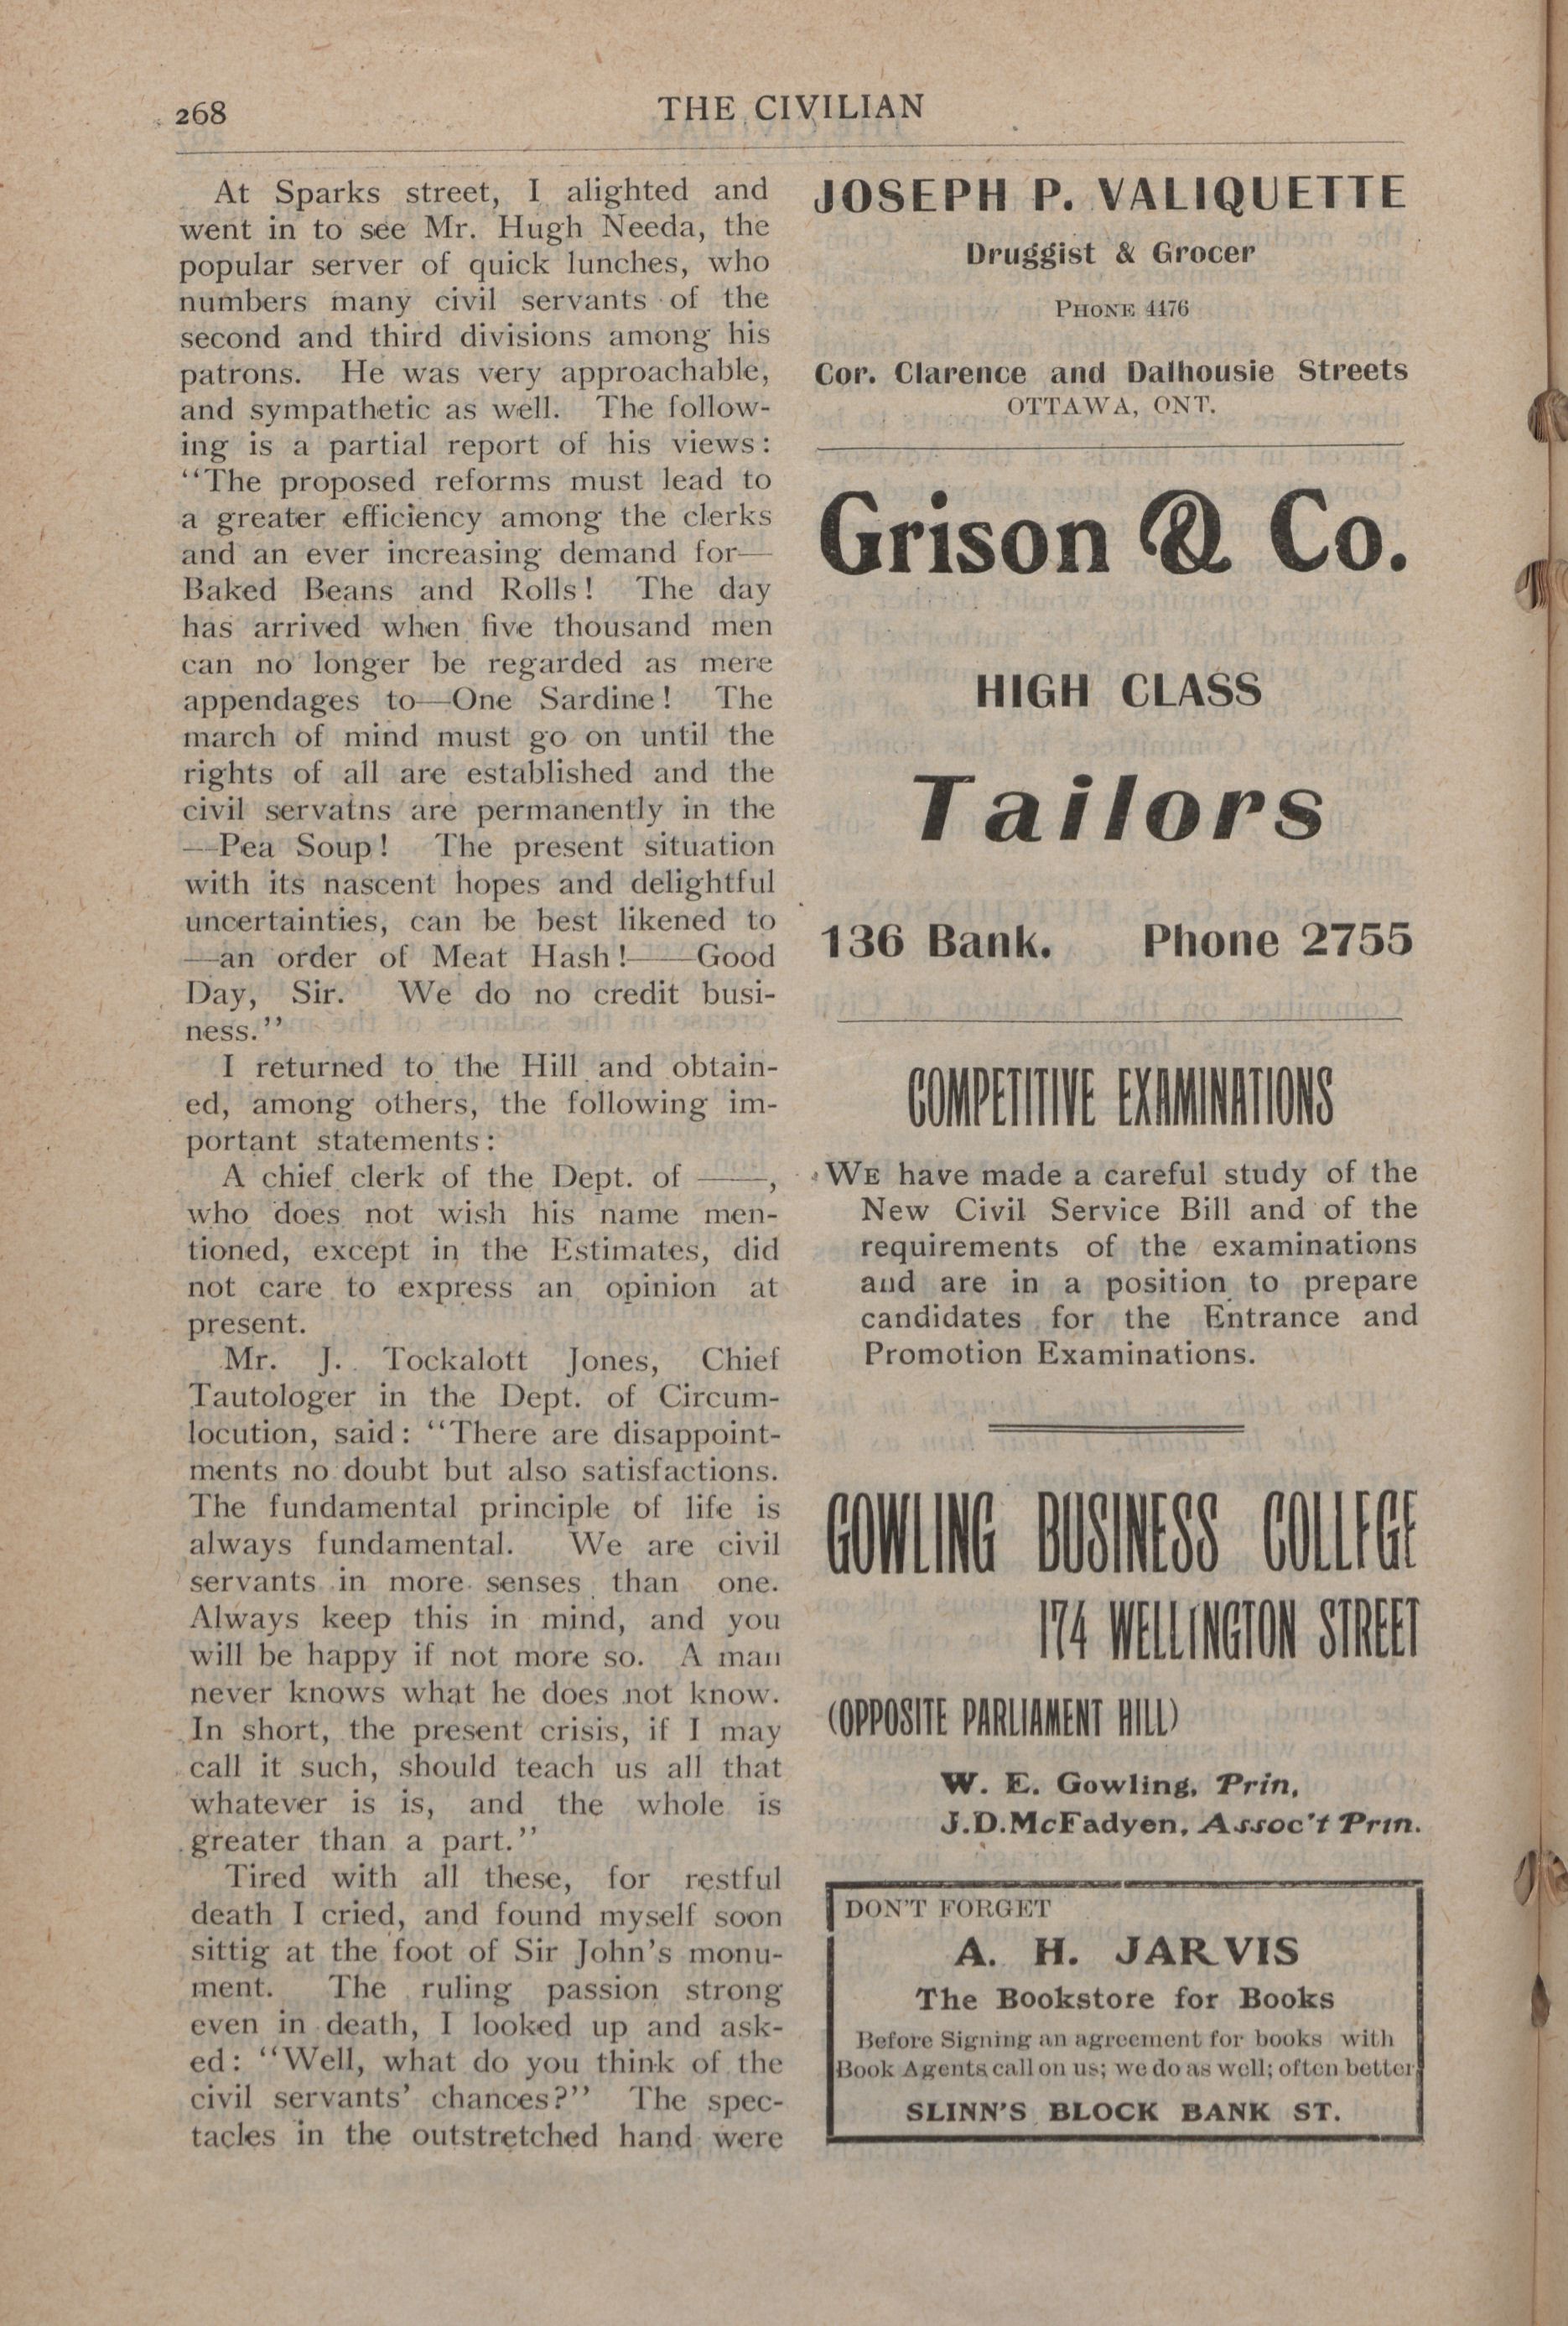 268
THE CIVILIAN
At Sparks street, I alighted and
went in to see Mr. Hugh Needa, the
popular server of quick lunches, who
numbers many civil servants of the
second and third divisions among his
patrons. He was very approachable,
and sympathetic as well. The follow-
ing is a partial report of his views:
"The proposed reforms must lead to
a greater efficiency among the clerks
and an ever increasing demand for—
Baked Beans and Rolls! The day
has arrived when five thousand men
can no longer be regarded as mere
appendages to—One Sardine! The
march of mind must go on until the
rights of all are established and the
civil servatns are permanently in the
—Pea Soup! The present situation
with its nascent hopes and delightful
uncertainties, can be best likened to
—an order of Meat Hash!——Good
Day, Sir. We do no credit busi-
ness."
I returned to the Hill and obtain-
ed, among others, the following im-
portant statements:
A chief clerk of the Dept. of ——,
who does not wish his name men-
tioned, except in the Estimates, did
not care to express an opinion at
present.
Mr. J. Tockalott Jones, Chief
Tautologer in the Dept. of Circum-
locution, said: "There are disappoint-
ments no doubt but also satisfactions.
The fundamental principle of life is
always fundamental. We are civil
servants in more senses than one.
Always keep this in mind, and you
will be happy if not more so. A man
never knows what he does not know.
In short, the present crisis, if I may
call it such, should teach us all that
whatever is is, and the whole is
greater than a part."
Tired with all these, for restful
death I cried, and found myself soon
sittig at the foot of Sir John's monu-
ment. The ruling passion strong
even in death, I looked up and ask-
ed: "Well, what do you think of the
civil servants' chances?" The spec-
tacles in the outstretched hand were
JOSEPH P. VALIQUETTE
Druggist & Grocer
PHONE 4476
Cor. Clarence and Dalhousie Streets
OTTAWA, ONT.
Grison & Co.
HIGH CLASS
Tailors
136 Bank. Phone 2755
COMPETITIVE EXAMINATIONS
WE have made a careful study of the
New Civil Service Bill and of the
requirements of the examinations
and are in a position to prepare
candidates for the Entrance and
Promotion Examinations.
GOWLING BUSINESS COLLEGE
174 WELLINGTON STREET
(OPPOSITE PARLIAMENT HILL)
W. E. Gowling, Prin,
J.D.McFadyen, Assoc't Prin.
DON'T FORGET
A. H. JARVIS
The Bookstore for Books
Before Signing an agreement for books with
Book Agents call on us; we do as well; often better
SLINN'S BLOCK BANK ST.